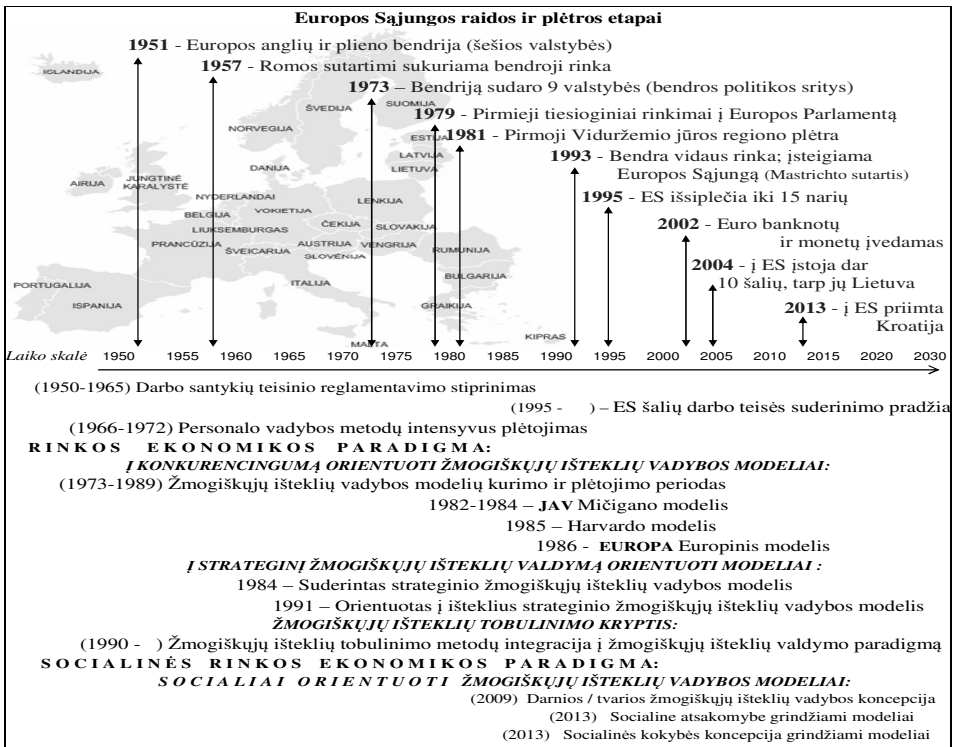 Europos Sąjungos raidos ir plėtros etapai
1951 - Europos anglių ir plieno bendrija (šešios valstybės)
1957 - Romos sutartimi sukuriama bendroji rinka
1973 – Bendriją sudaro 9 valstybės (bendros politikos sritys)
1979 - Pirmieji tiesioginiai rinkimai į Europos Parlamentą
1981 - Pirmoji Viduržemio jūros regiono plėtra
1993 - Bendra vidaus rinka; įsteigiama
Europos Sąjungą (Mastrichto sutartis)
1995 - ES išsiplečia iki 15 narių
2002 - Euro banknotų
ir monetų įvedamas
2004 - į ES įstoja dar
10 šalių, tarp jų Lietuva
2013 - į ES priimta
Kroatija
ISLANDIJA
ŠVEDIJA
SUOMIJA
NORVEGIJA
ESTIJA
LATVIJA
LIETUVA
DANIJA
AIRIJA
JUNGTINĖ
KARALYSTĖ
NYDERLANDAI
LENKIJA
BELGIJA
VOKIETIJA
LIUKSEMBURGAS
ČEKIJA
SLOVAKIJA
PRANCŪZIJA
ŠVEICARIJA
AUSTRIJA
VENGRIJA
SLOVĖNIJA
RUMUNIJA
BULGARIJA
ITALIJA
PORTUGALIJA
ISPANIJA
GRAIKIJA
KIPRAS
MALTA
Laiko skalė 1950 1955 1960 1965 1970 1975 1980 1985 1990 1995 2000 2005 2010 2015 2020 2030
(1950-1965) Darbo santykių teisinio reglamentavimo stiprinimas
(1995 - ) – ES šalių darbo teisės suderinimo pradžia
(1966-1972) Personalo vadybos metodų intensyvus plėtojimas
RINKOS EKONOMIKOS PARADIGMA:
Į KONKURENCINGUMĄ ORIENTUOTI ŽMOGIŠKŲJŲ IŠTEKLIŲ VADYBOS MODELIAI:
(1973-1989) Žmogiškųjų išteklių vadybos modelių kurimo ir plėtojimo periodas
1982-1984 – JAV Mičigano modelis
1985 – Harvardo modelis
1986 - EUROPA Europinis modelis
Į STRATEGINĮ ŽMOGIŠKŲJŲ IŠTEKLIŲ VALDYMĄ ORIENTUOTI MODELIAI :
1984 – Suderintas strateginio žmogiškųjų išteklių vadybos modelis
1991 – Orientuotas į išteklius strateginio žmogiškųjų išteklių vadybos modelis
ŽMOGIŠKŲJŲ IŠTEKLIŲ TOBULINIMO KRYPTIS:
(1990 - ) Žmogiškųjų išteklių tobulinimo metodų integracija į žmogiškųjų išteklių valdymo paradigmą
SOCIALINĖS RINKOS EKONOMIKOS PARADIGMA:
SOCIALIAI ORIENTUOTI ŽMOGIŠKŲJŲ IŠTEKLIŲ VADYBOS MODELIAI:
(2009) Darnios / tvarios žmogiškųjų išteklių vadybos koncepcija
(2013) Socialine atsakomybe grindžiami modeliai
(2013) Socialinės kokybės koncepcija grindžiami modeliai